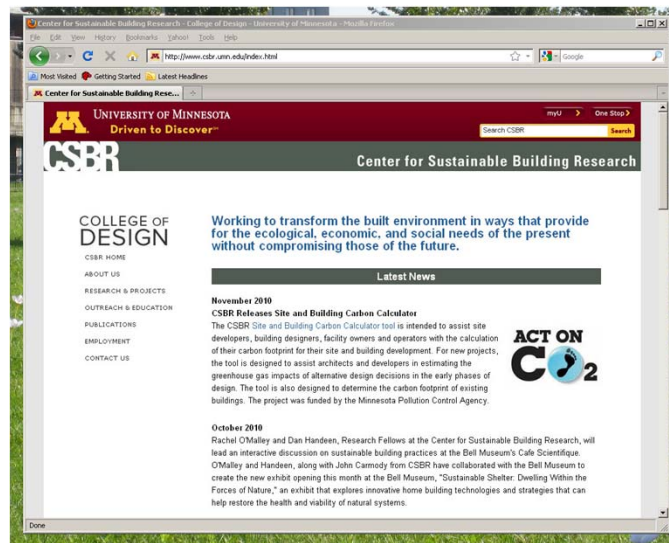 Center for Sustainable Building Research - College of Design - University of Minnesota - Mozilla Firefox
File Edit View History Bookmarks Yahoo! Tools Help
http://www.csbr.umn.edu/index.html
Google
Most Visited Getting Started Latest Headlines
Center for Sustainable Building Rese...
UNIVERSITY OF MINNESOTA
Driven to Discover
myU One Stop
Search CSBR Search
CSBR
Center for Sustainable Building Research
COLLEGE OF
DESIGN
CSBR HOME
ABOUT US
RESEARCH & PROJECTS
OUTREACH & EDUCATION
PUBLICATIONS
EMPLOYMENT
CONTACT US
Working to transform the built environment in ways that provide
for the ecological, economic, and social needs of the present
without compromising those of the future.
Latest News
November 2010
CSBR Releases Site and Building Carbon Calculator
The CSBR Site and Building Carbon Calculator tool is intended to assist site
developers, building designers, facility owners and operators with the calculation
of their carbon footprint for their site and building development. For new projects,
the tool is designed to assist architects and developers in estimating the
greenhouse gas impacts of alternative design decisions in the early phases of
design. The tool is also designed to determine the carbon footprint of existing
buildings. The project was funded by the Minnesota Pollution Control Agency.
ACT ON
CO2
October 2010
Rachel O'Malley and Dan Handeen, Research Fellows at the Center for Sustainable Building Research, will
lead an interactive discussion on sustainable building practices at the Bell Museum's Cafe Scientifique.
O'Malley and Handeen, along with John Carmody from CSBR have collaborated with the Bell Museum to
create the new exhibit opening this month at the Bell Museum, "Sustainable Shelter: Dwelling Within the
Forces of Nature," an exhibit that explores innovative home building technologies and strategies that can
help restore the health and viability of natural systems.
Done